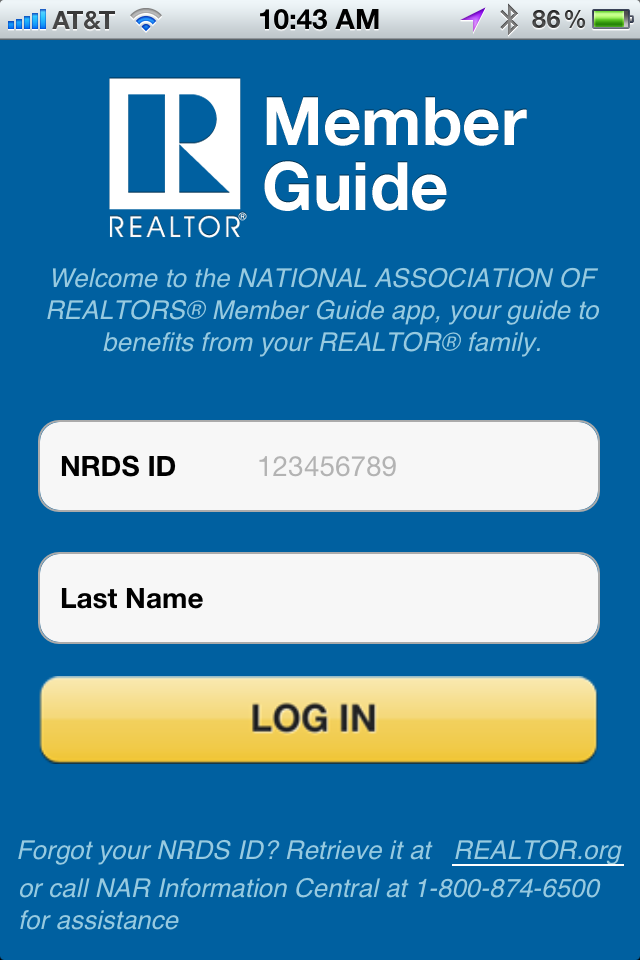 AT&T 10:43 AM 86%
Member
Guide
REALTOR®
Welcome to the NATIONAL ASSOCIATION OF
REALTORS® Member Guide app, your guide to
benefits from your REALTOR® family.
NRDS ID 123456789
Last Name
LOG IN
Forgot your NRDS ID? Retrieve it at REALTOR.org
or call NAR Information Central at 1-800-874-6500
for assistance